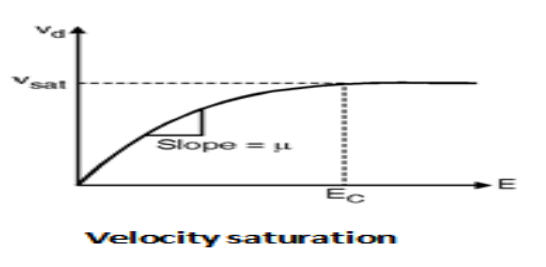 vd
vsat
Slope = μ
E
EC
Velocity saturation